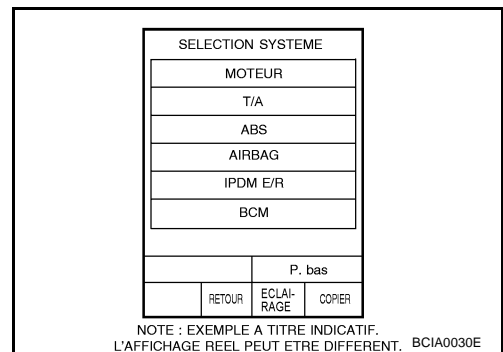 SELECTION SYSTEME
MOTEUR
T/A
ABS
AIRBAG
IPDM E/R
BCM
P. bas
RETOUR
ECLAI-
RAGE
COPIER
NOTE : EXEMPLE A TITRE INDICATIF.
L'AFFICHAGE REEL PEUT ETRE DIFFERENT.
BCIA0030E